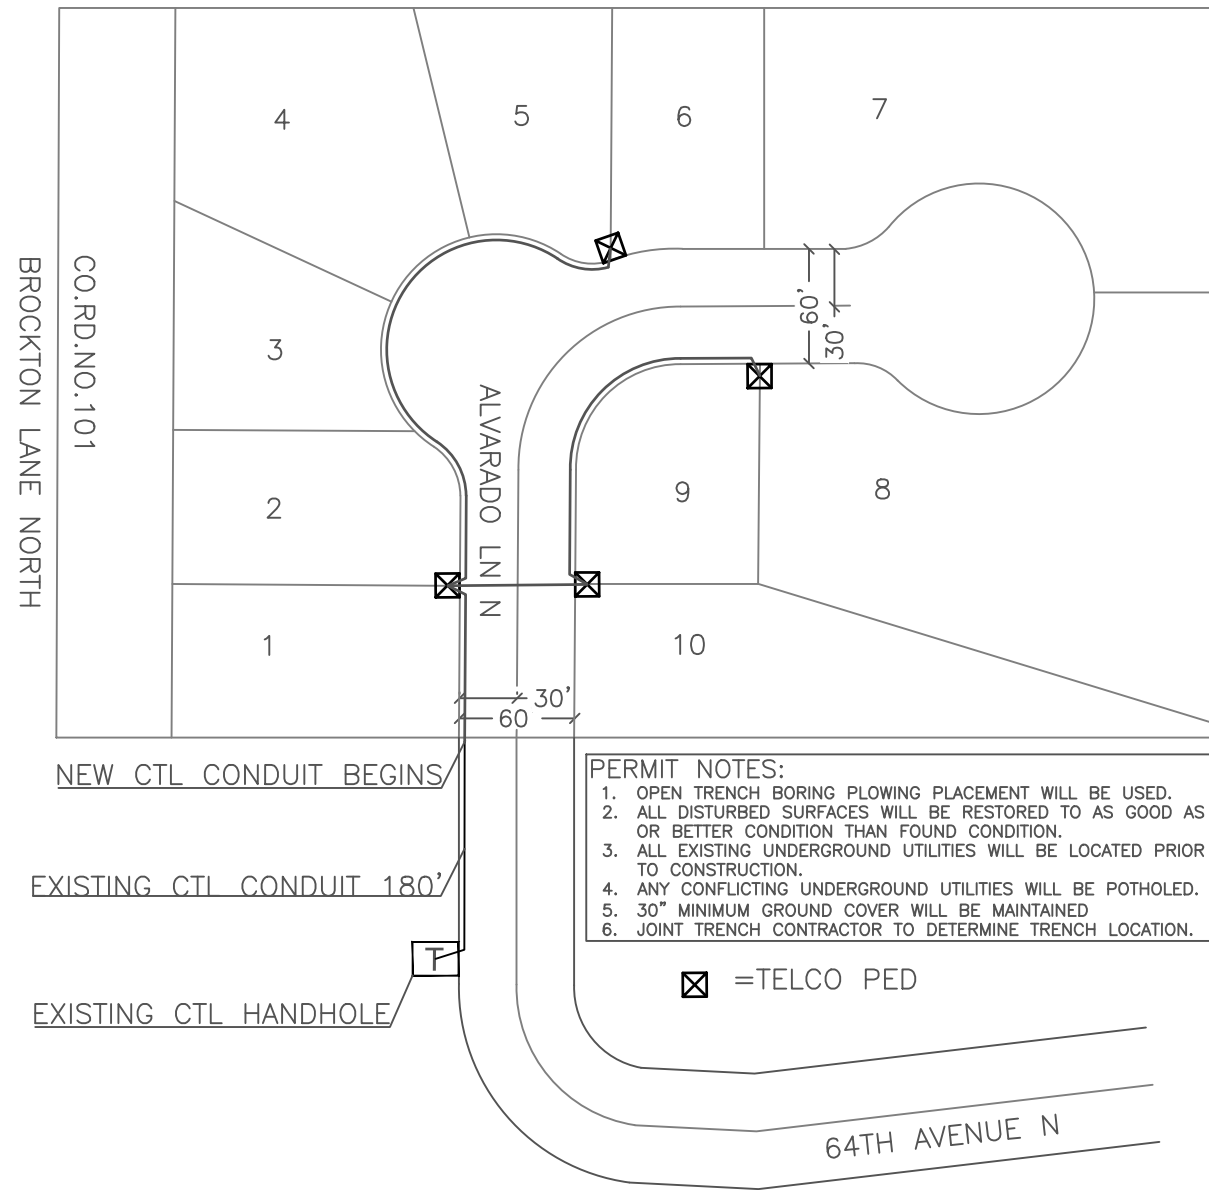 4
5
6
7
CO.RD.NO.101
BROCKTON LANE NORTH
3
60'
30'
ALVARADO LN N
2
9
8
1
10
30'
60
NEW CTL CONDUIT BEGINS
EXISTING CTL CONDUIT 180'
T
EXISTING CTL HANDHOLE
PERMIT NOTES:
1. OPEN TRENCH BORING PLOWING PLACEMENT WILL BE USED.
2. ALL DISTURBED SURFACES WILL BE RESTORED TO AS GOOD AS
OR BETTER CONDITION THAN FOUND CONDITION.
3. ALL EXISTING UNDERGROUND UTILITIES WILL BE LOCATED PRIOR
TO CONSTRUCTION.
4. ANY CONFLICTING UNDERGROUND UTILITIES WILL BE POTHOLED.
5. 30" MINIMUM GROUND COVER WILL BE MAINTAINED
6. JOINT TRENCH CONTRACTOR TO DETERMINE TRENCH LOCATION.
=TELCO PED
64TH AVENUE N